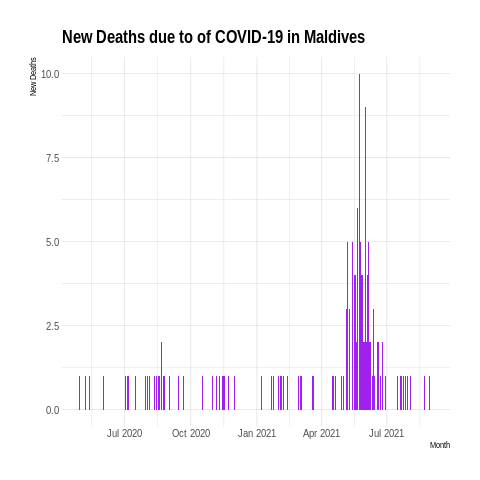 New Deaths due to of COVID-19 in Maldives
New Deaths
10.0
7.5
5.0
2.5
0.0
Jul 2020 Oct 2020 Jan 2021 Apr 2021 Jul 2021
Month